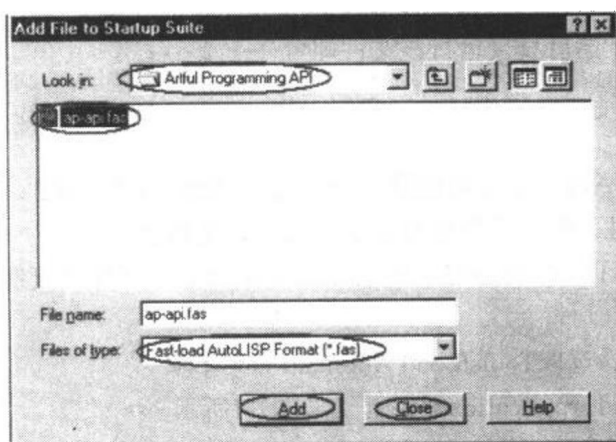 Add File to Startup Suite
Look in: Artful Programming API
ap-api.fas
File name: ap-api.fas
Files of type: Fast-load AutoLISP Format (*.fas)
Add Close Help